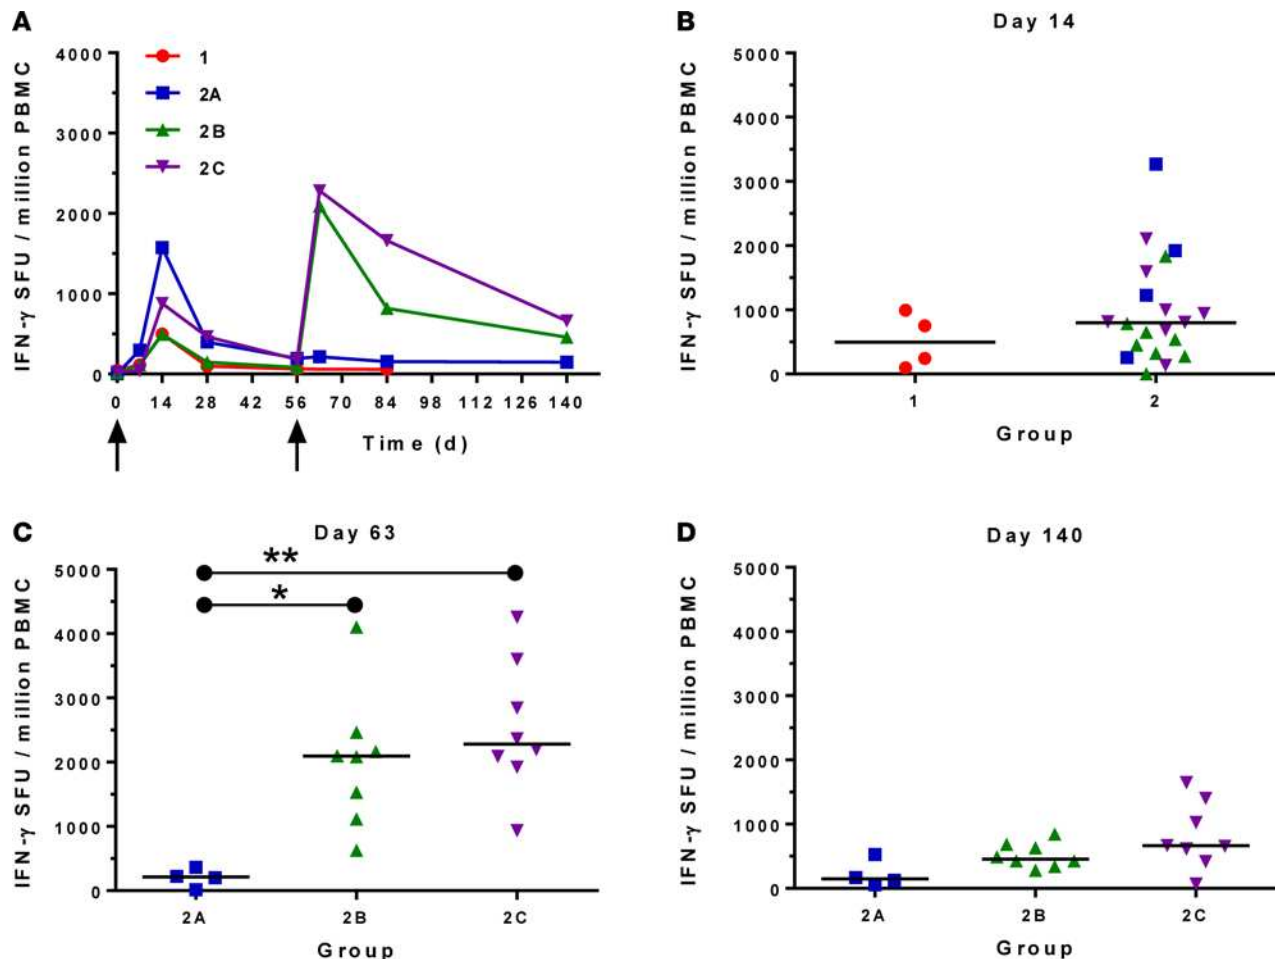 A
IFN-γ SFU / million PBMC
4000
3000
2000
1000
0
1
2A
2B
2C
0 14 28 42 56 70 84 98 112 126 140
Time (d)
B
Day 14
IFN-γ SFU / million PBMC
5000
4000
3000
2000
1000
0
1 2
Group
C
Day 63
IFN-γ SFU / million PBMC
5000
4000
3000
2000
1000
0
**
*
2A 2B 2C
Group
D
Day 140
IFN-γ SFU / million PBMC
5000
4000
3000
2000
1000
0
2A 2B 2C
Group